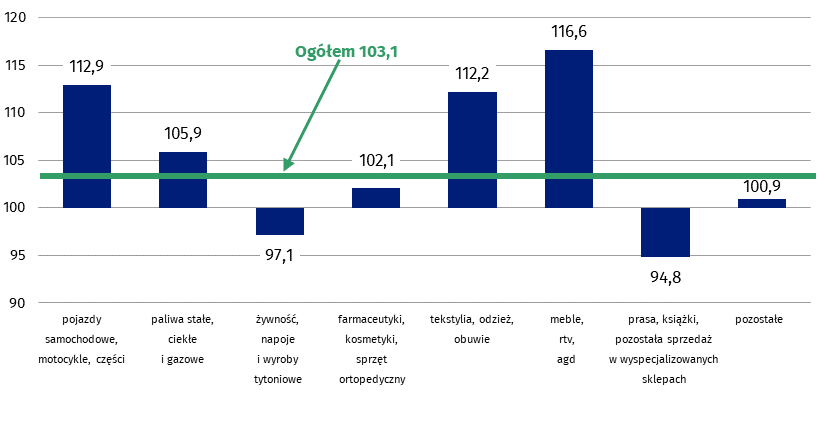 120
115
110
105
100
95
90
Ogółem 103,1
112,9
105,9
97,1
102,1
112,2
116,6
94,8
100,9
pojazdy
samochodowe,
motocykle, części
paliwa stałe,
ciekłe
i gazowe
żywność,
napoje
i wyroby
tytoniowe
farmaceutyki,
kosmetyki,
sprzęt
ortopedyczny
tekstylia, odzież,
obuwie
meble,
rtv,
agd
prasa, książki,
pozostała sprzedaż
w wyspecjalizowanych
sklepach
pozostałe